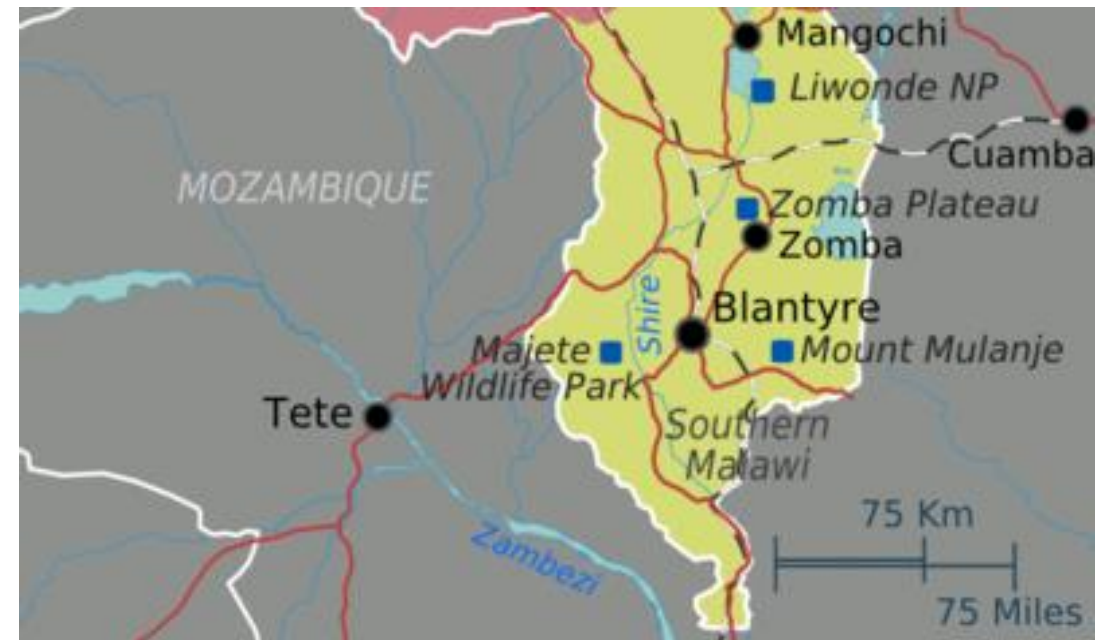 Mangochi
Liwonde NP
Cuamba
MOZAMBIQUE
Zomba Plateau
Zomba
Shire
Blantyre
Majete
Wildlife Park
Mount Mulanje
Tete
Southern
Malawi
75 Km
Zambezi
75 Miles